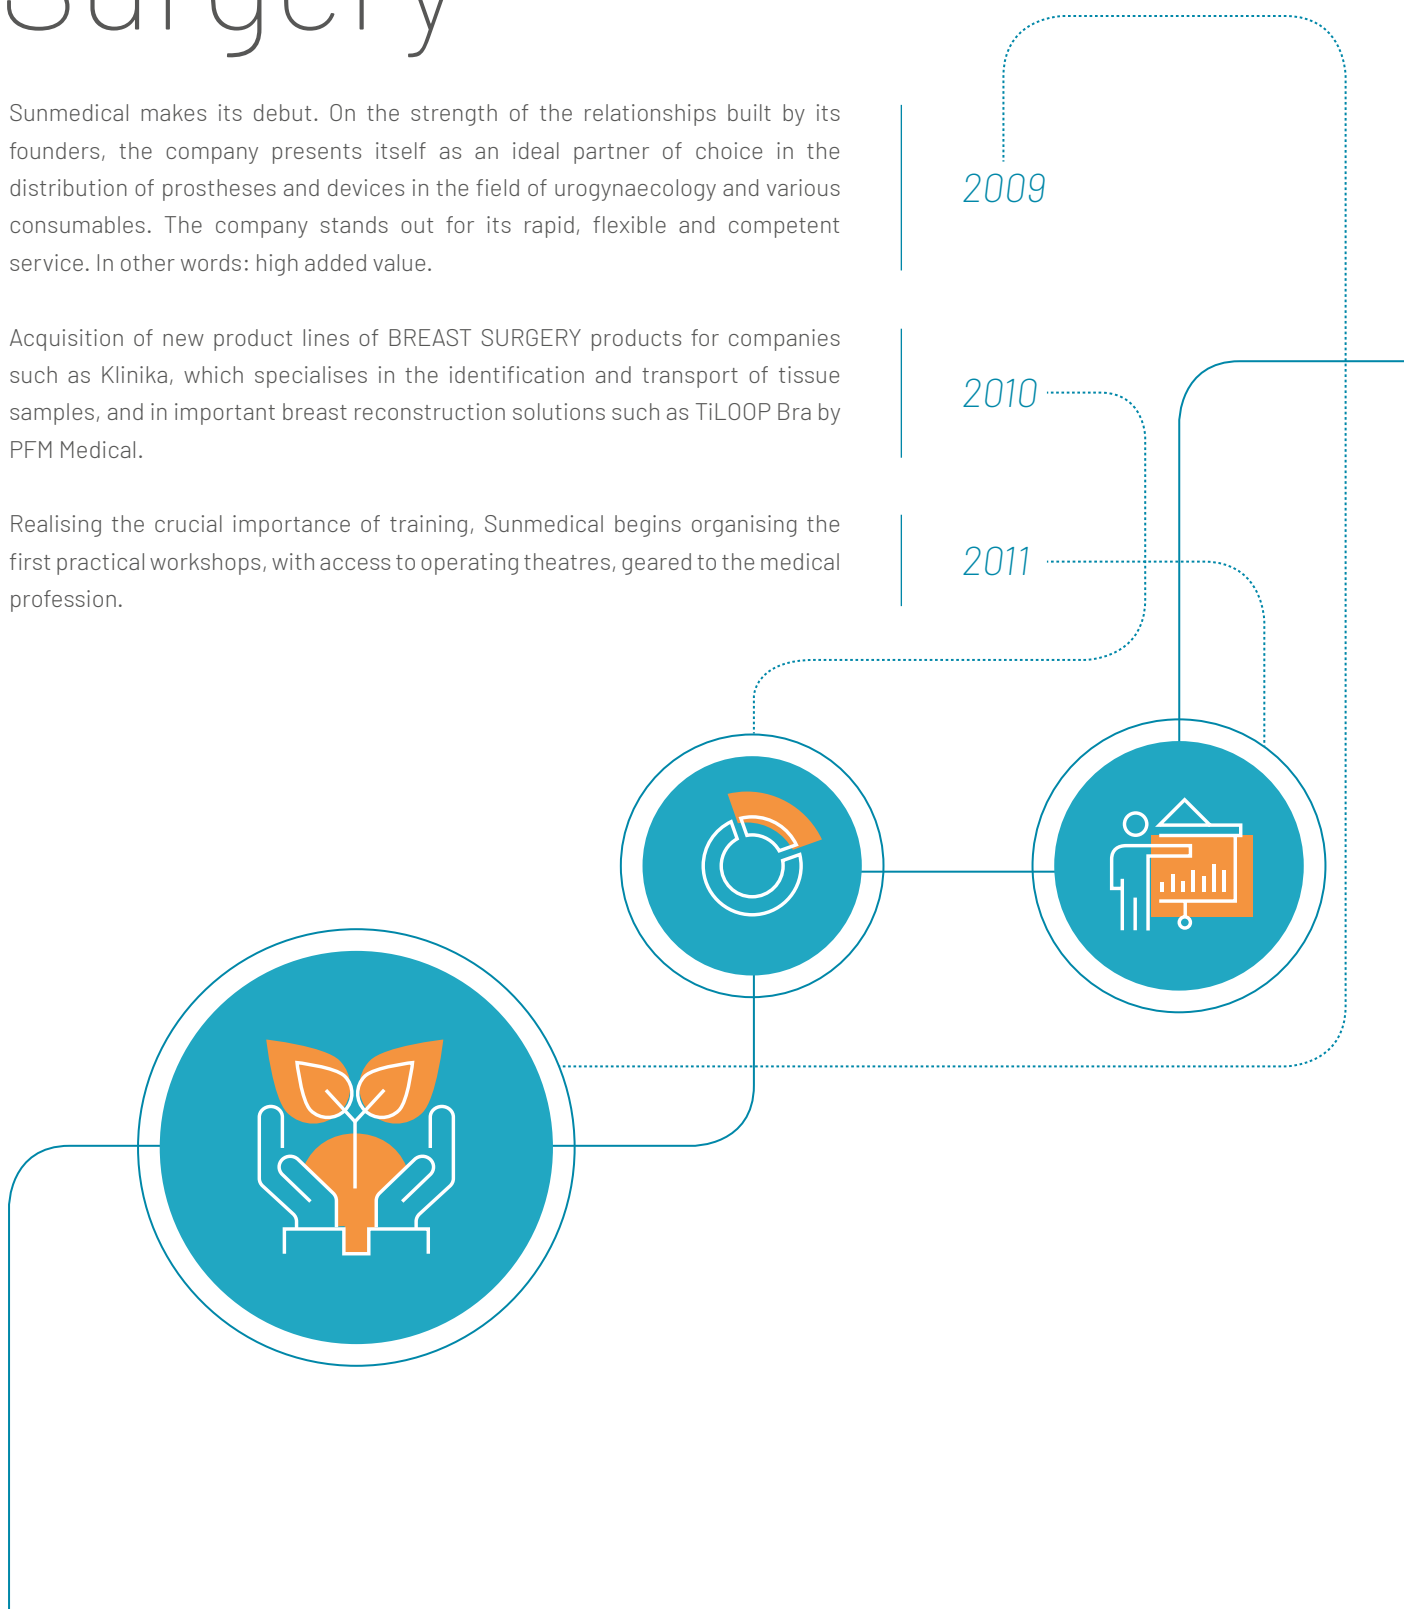 Surgery
Sunmedical makes its debut. On the strength of the relationships built by its
founders, the company presents itself as an ideal partner of choice in the
distribution of prostheses and devices in the field of urogynaecology and various
consumables. The company stands out for its rapid, flexible and competent
service. In other words: high added value.
2009
Acquisition of new product lines of BREAST SURGERY products for companies
such as Klinika, which specialises in the identification and transport of tissue
samples, and in important breast reconstruction solutions such as TiLOOP Bra by
PFM Medical.
2010
Realising the crucial importance of training, Sunmedical begins organising the
first practical workshops, with access to operating theatres, geared to the medical
profession.
2011